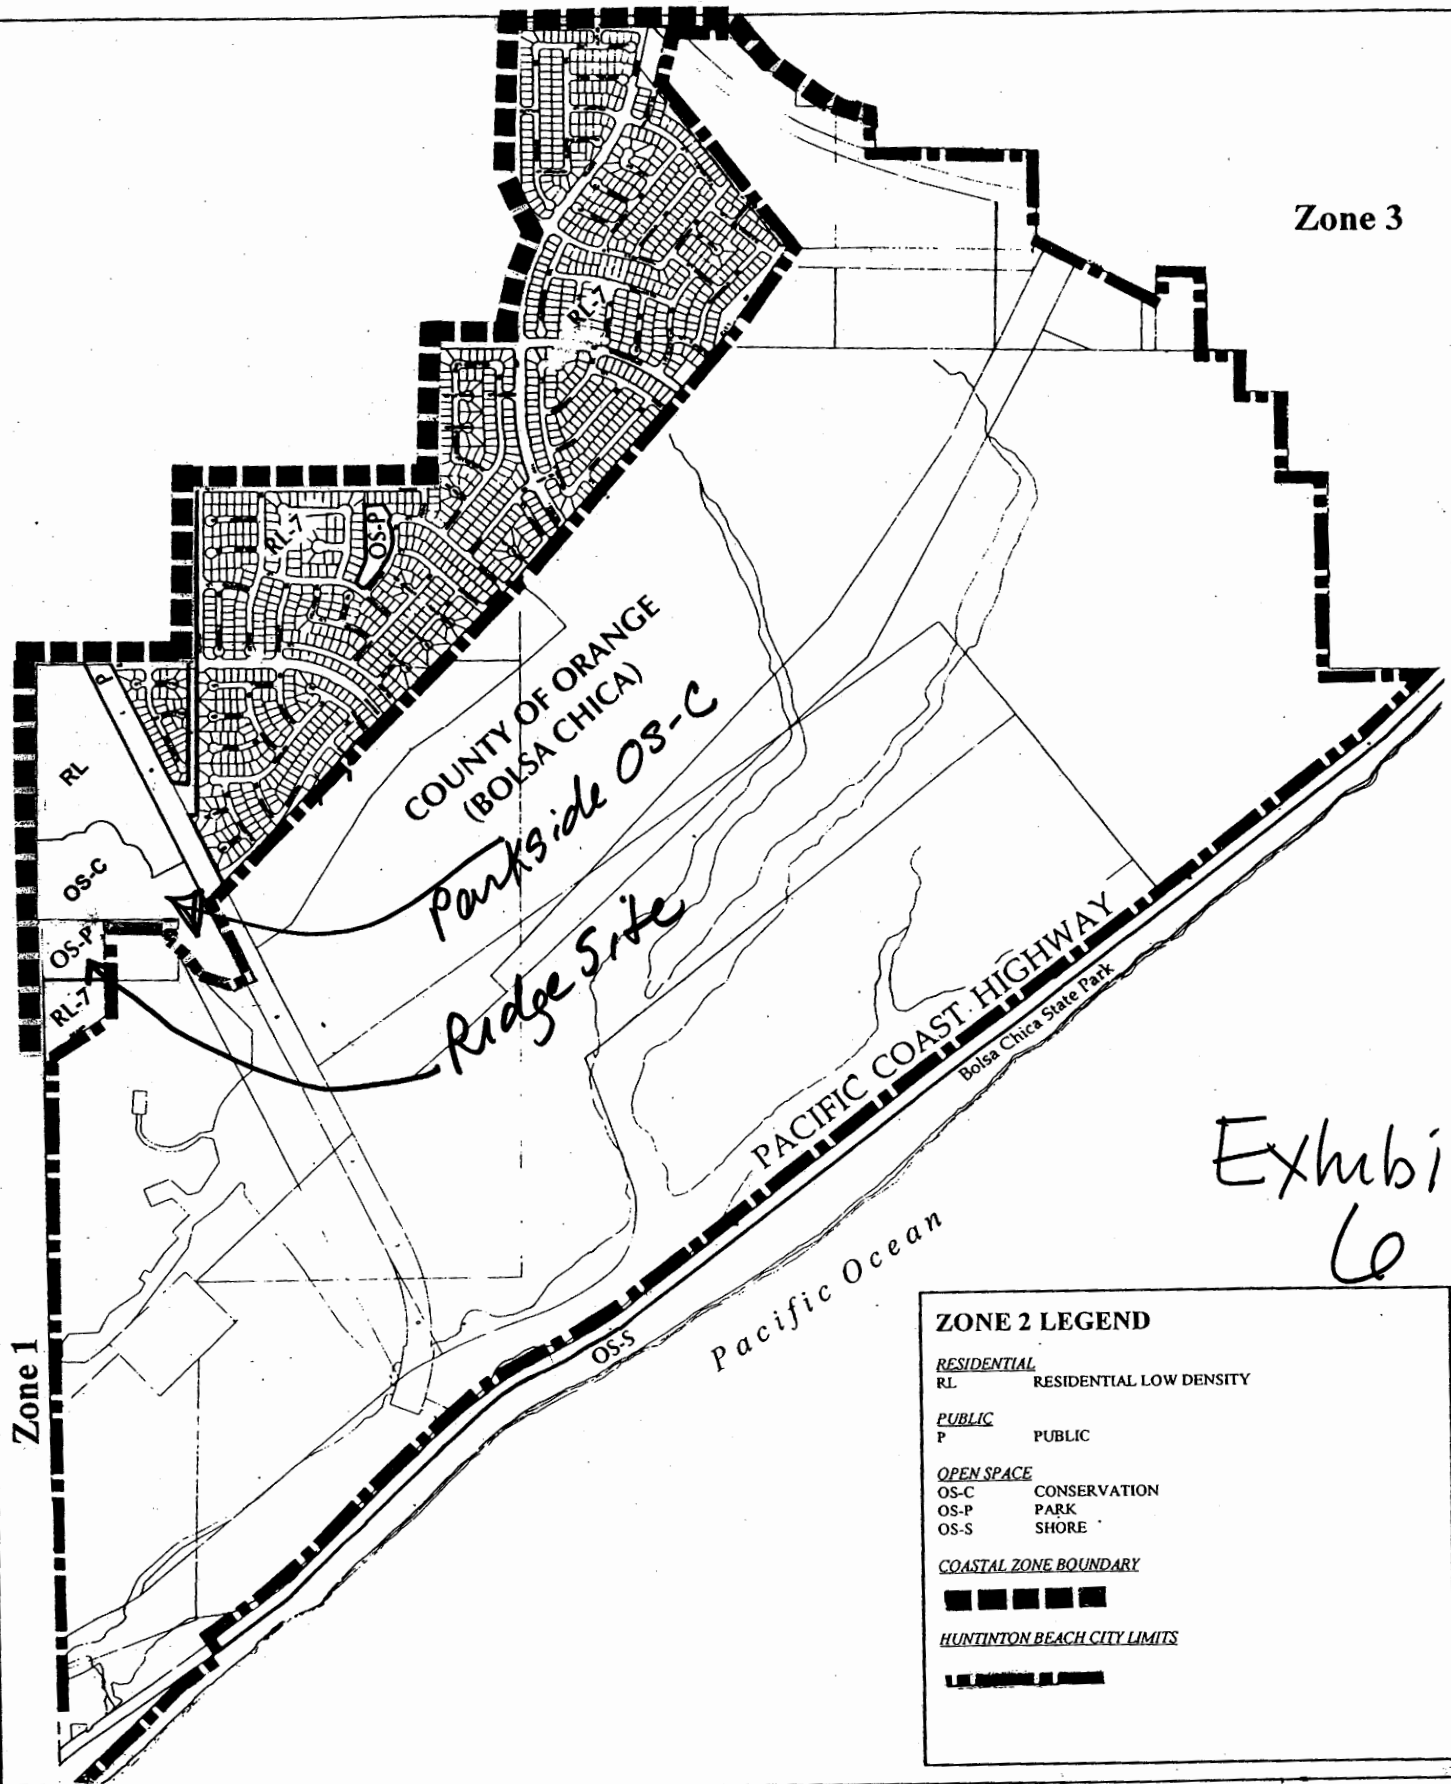 Zone 3
RL-7
RL-7
OS-P
P
RL
COUNTY OF ORANGE
(BOLSA CHICA)
Parkside OS-C
OS-C
OS-P
Ridge Site
RL-7
PACIFIC COAST HIGHWAY
Bolsa Chica State Park
Exhibi
6
Pacific Ocean
OS-S
Zone 1
ZONE 2 LEGEND
RESIDENTIAL
RL RESIDENTIAL LOW DENSITY
PUBLIC
P PUBLIC
OPEN SPACE
OS-C CONSERVATION
OS-P PARK
OS-S SHORE
COASTAL ZONE BOUNDARY
HUNTINTON BEACH CITY LIMITS